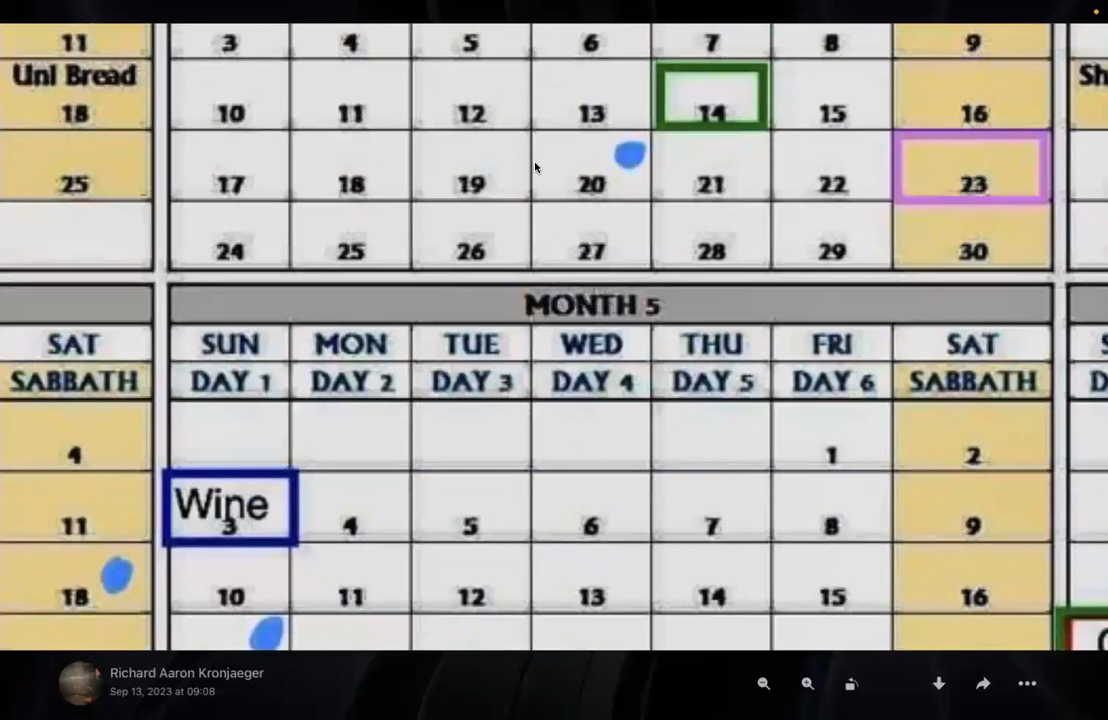 11 3 4 5 6 7 8 9
Unl Bread Sh
18 10 11 12 13 14 15 16
25 17 18 19 20 21 22 23
24 25 26 27 28 29 30
MONTH 5
SAT SUN MON TUE WED THU FRI SAT S
SABBATH DAY 1 DAY 2 DAY 3 DAY 4 DAY 5 DAY 6 SABBATH D
4 1 2
Wine
11 3 4 5 6 7 8 9
18 10 11 12 13 14 15 16
Richard Aaron Kronjaeger
Sep 13, 2023 at 09:08